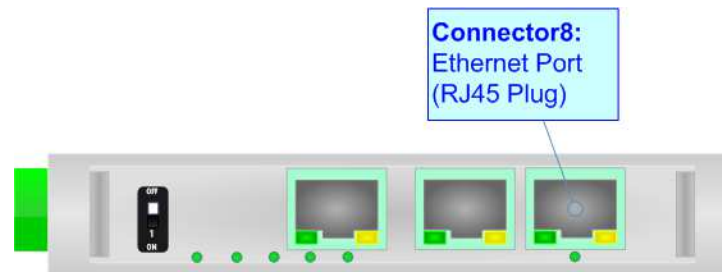 Connector8:
Ethernet Port
(RJ45 Plug)
OFF
1
ON